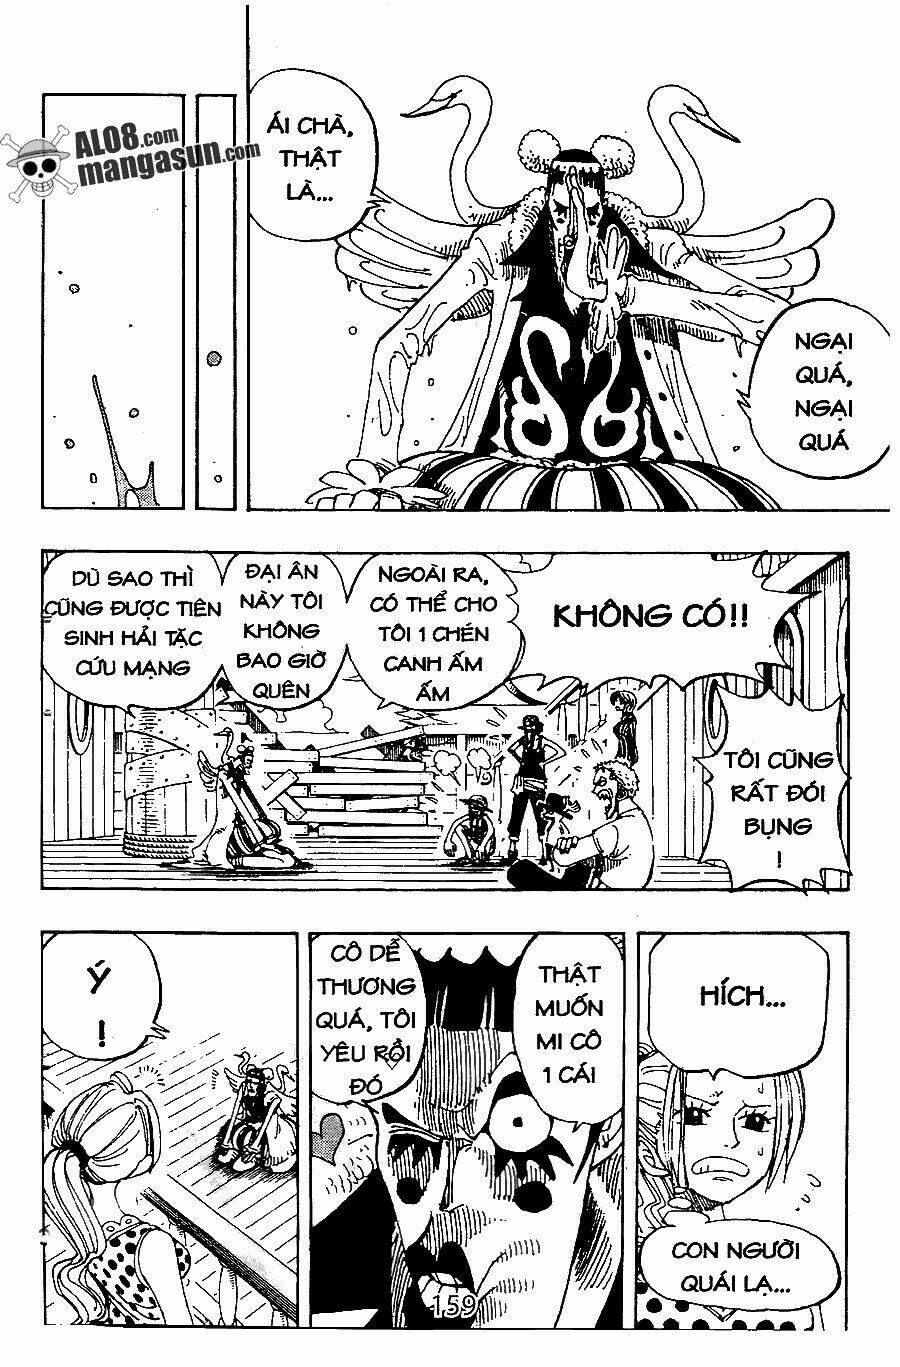 AL08.com
mangasun.com
ÁI CHÀ,
THẬT
LÀ...
NGẠI
QUÁ,
NGẠI
QUÁ
DÙ SAO THÌ
CŨNG ĐƯỢC TIÊN
SINH HẢI TẶC
CỨU MẠNG
ĐẠI ÂN
NÀY TÔI
KHÔNG
BAO GIỜ
QUÊN
NGOÀI RA,
CÓ THỂ CHO
TÔI 1 CHÉN
CANH ẤM
ẤM
KHÔNG CÓ!!
TÔI CŨNG
RẤT ĐÓI
BỤNG
!
Ý
!
CÔ DỄ
THƯƠNG
QUÁ, TÔI
YÊU RỒI
ĐÓ
THẬT
MUỐN
MI CÔ
1 CÁI
HÍCH...
CON NGƯỜI
QUÁI LẠ...
159